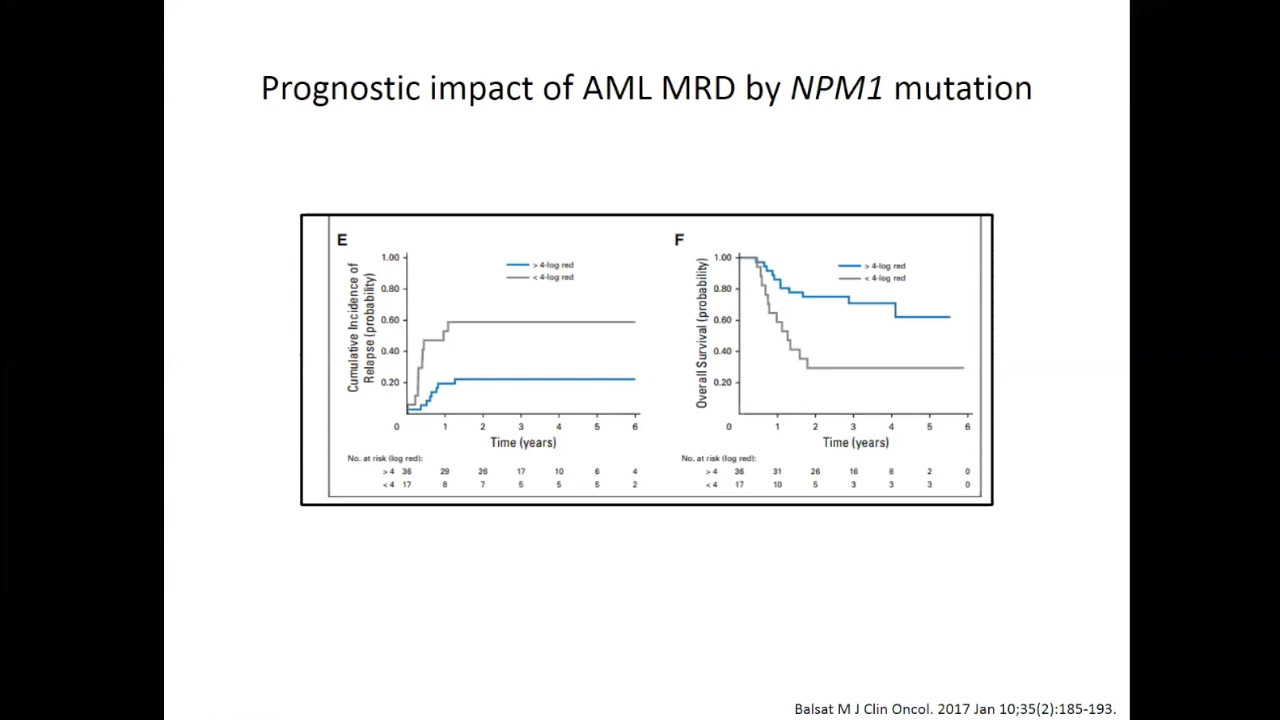 Prognostic impact of AML MRD by NPM1 mutation
E
Cumulative Incidence of
Relapse (probability)
1.00
0.80
0.60
0.40
0.20
> 4-log red
< 4-log red
0 1 2 3 4 5 6
Time (years)
No. at risk (log red):
> 4 36 29 26 17 10 6 4
< 4 17 8 7 5 5 5 2
F
Overall Survival (probability)
1.00
0.80
0.60
0.40
0.20
> 4-log red
< 4-log red
0 1 2 3 4 5 6
Time (years)
No. at risk (log red):
> 4 36 31 26 16 8 2 0
< 4 17 10 5 3 3 3 0
Balsat M J Clin Oncol. 2017 Jan 10;35(2):185-193.